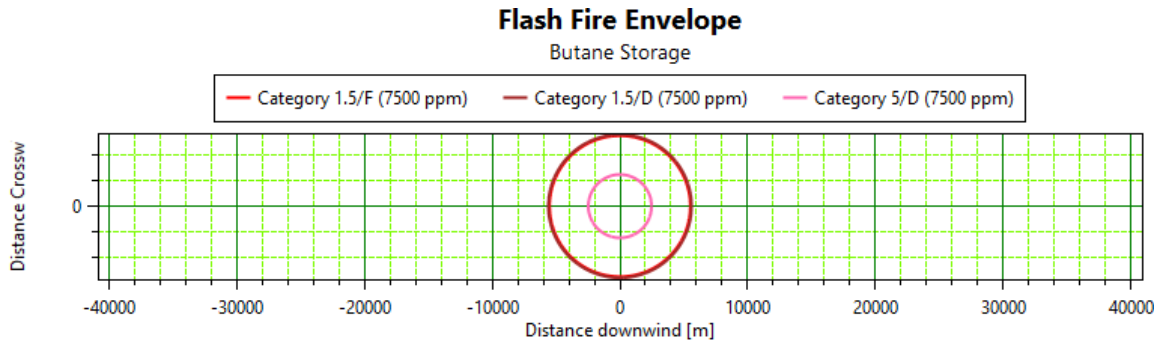 Flash Fire Envelope
Butane Storage
Category 1.5/F (7500 ppm) Category 1.5/D (7500 ppm) Category 5/D (7500 ppm)
Distance Crossw
0
-40000 -30000 -20000 -10000 0 10000 20000 30000 40000
Distance downwind [m]